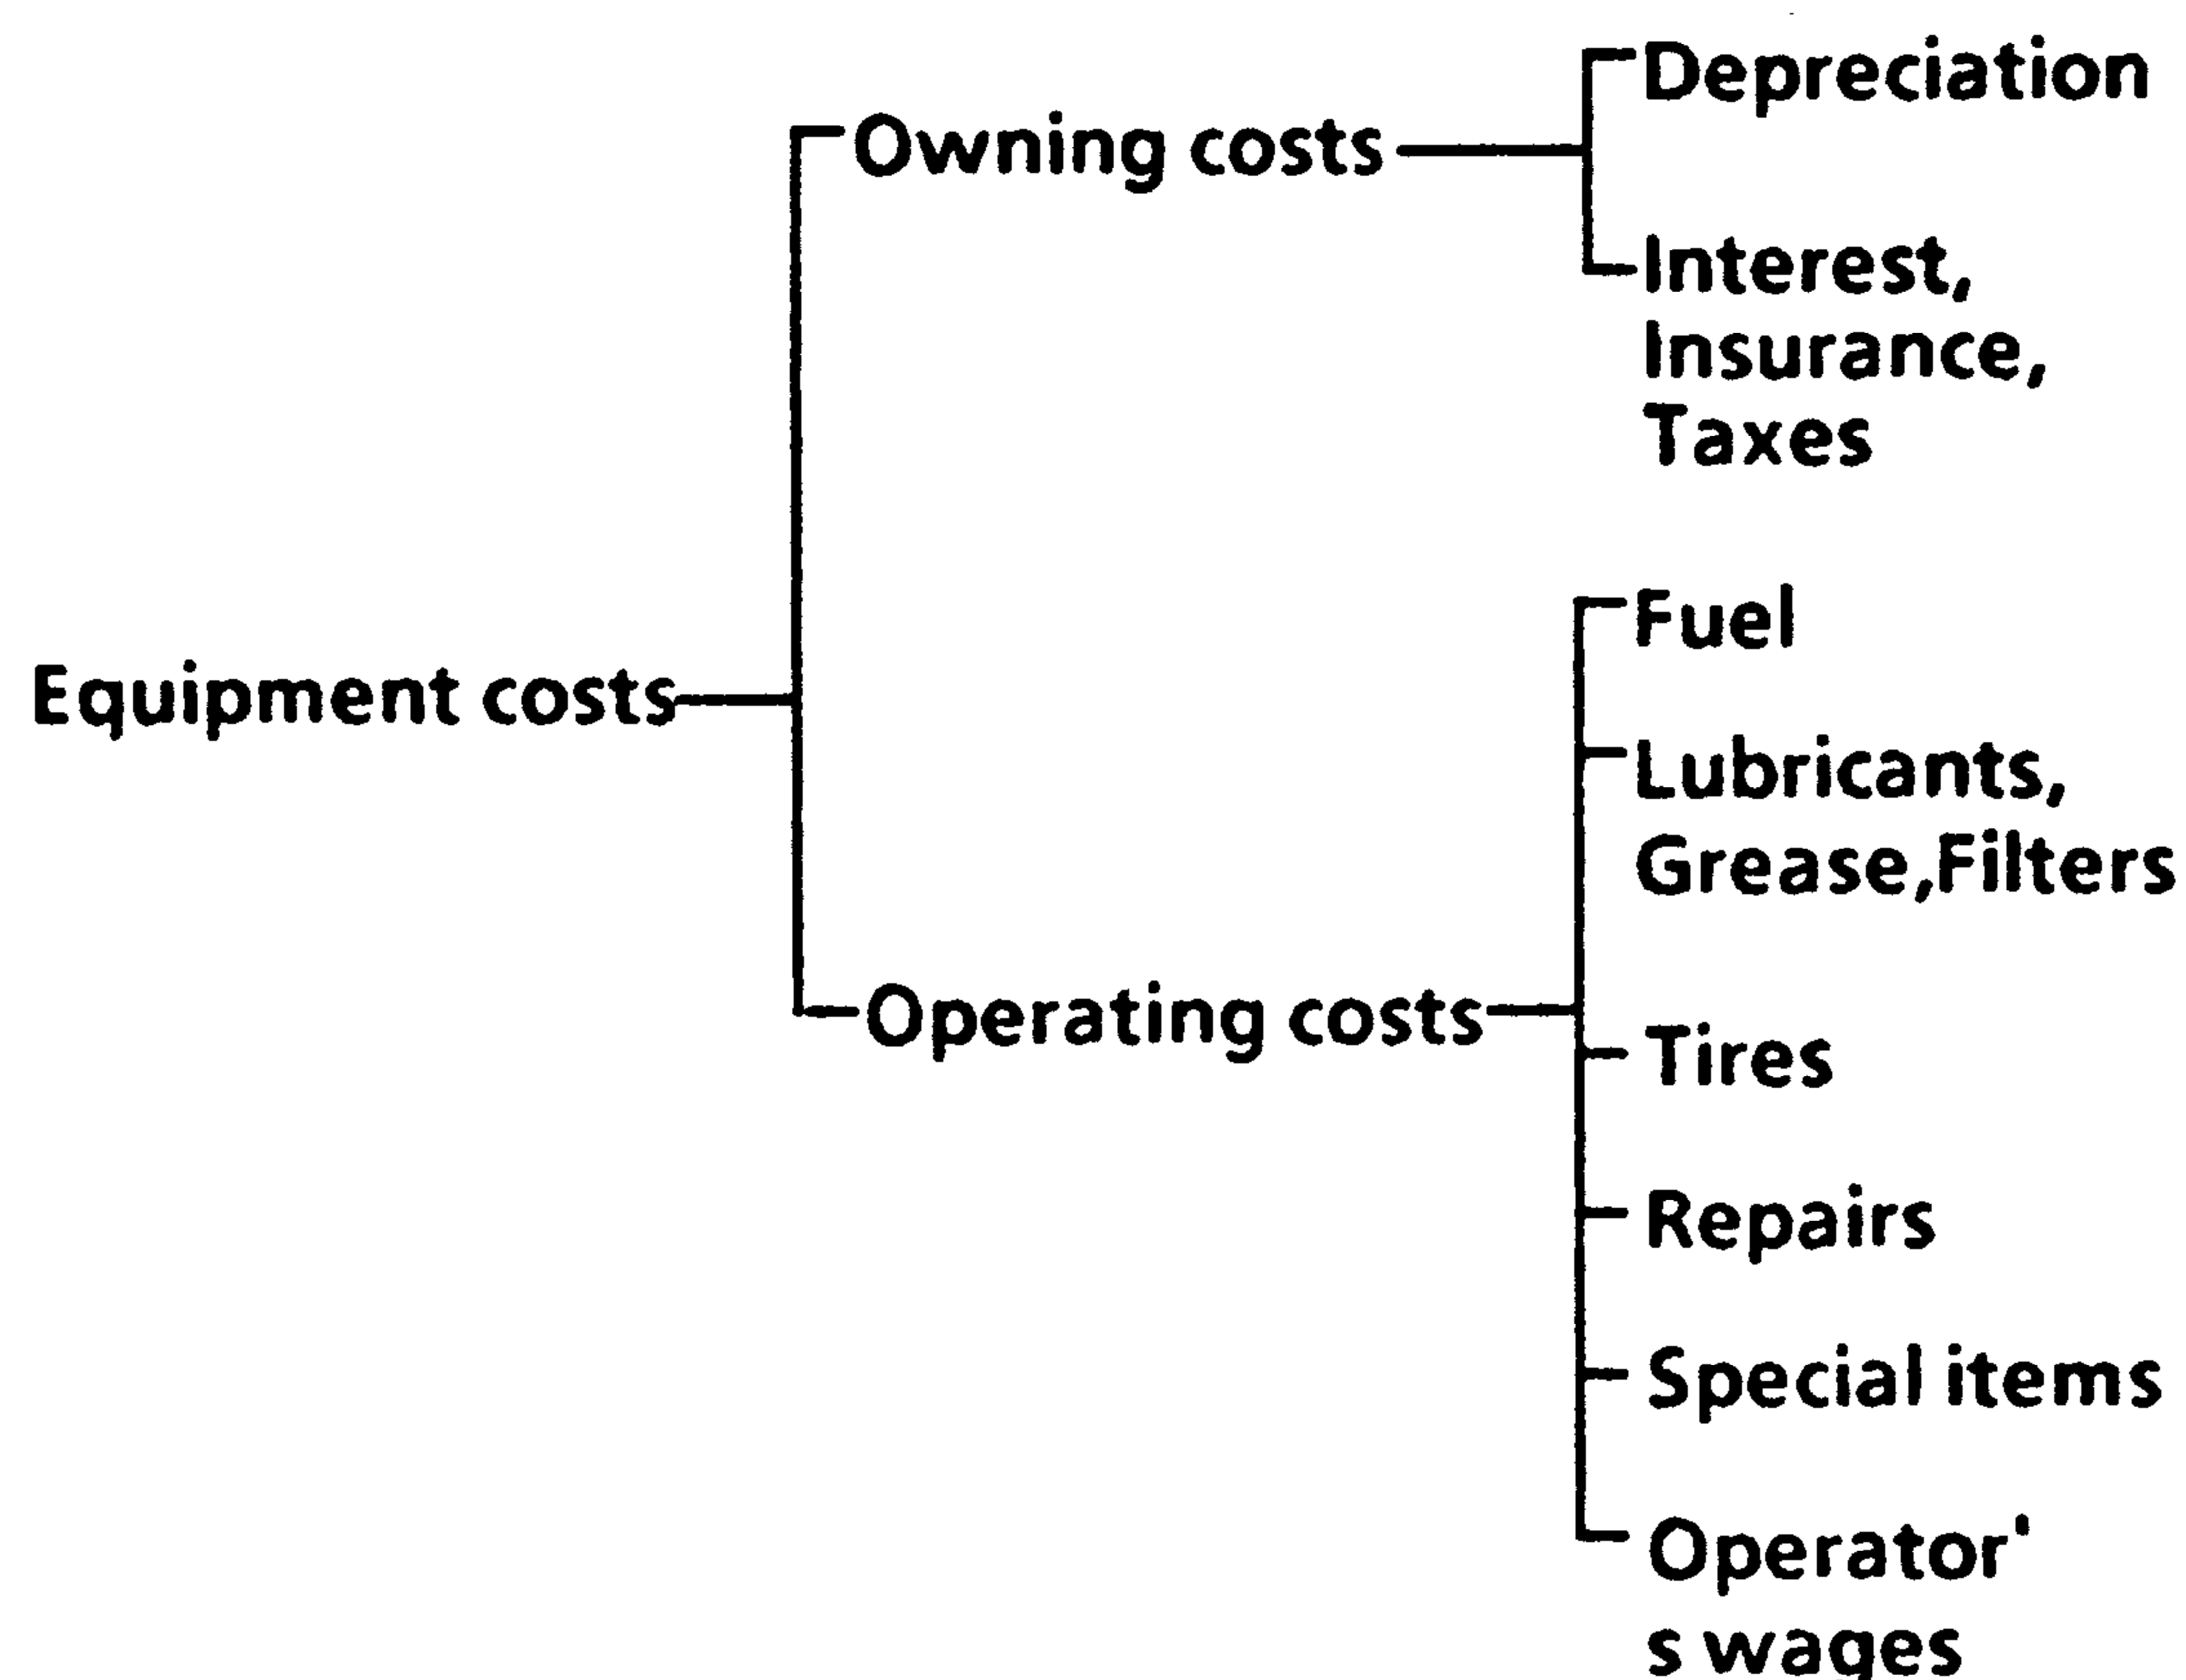 Depreciation
Owning costs
Interest,
Insurance,
Taxes
Fuel
Equipment costs
Lubricants,
Grease,Filters
Operating costs
Tires
Repairs
Special items
Operator'
s wages